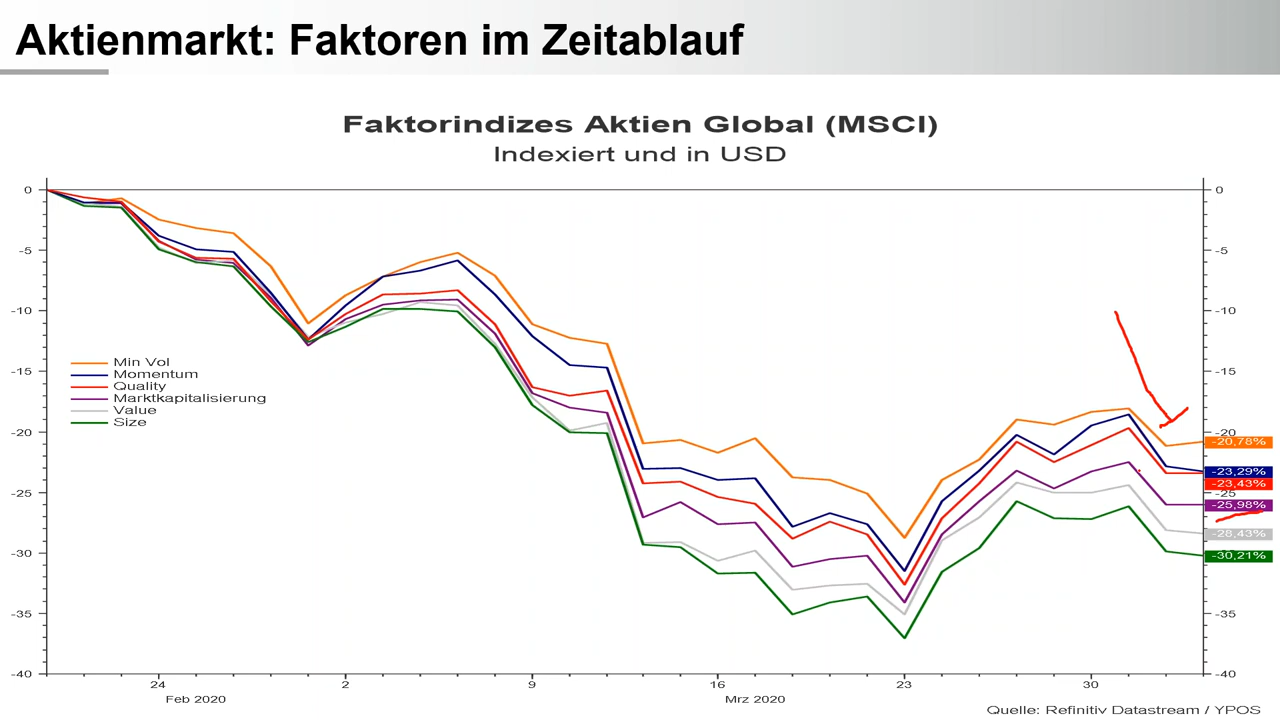 Aktienmarkt: Faktoren im Zeitablauf
Faktorindizes Aktien Global (MSCI)
Indexiert und in USD
0
-5
-10
-15
-20
-25
-30
-35
-40
Min Vol
Momentum
Quality
Marktkapitalisierung
Value
Size
0
-5
-10
-15
-20
-20,78%
-23,29%
-23,43%
-25
-25,98%
-28,43%
-30,21%
-35
-40
24
2
9
16
23
30
Feb 2020
Mrz 2020
Quelle: Refinitiv Datastream / YPOS